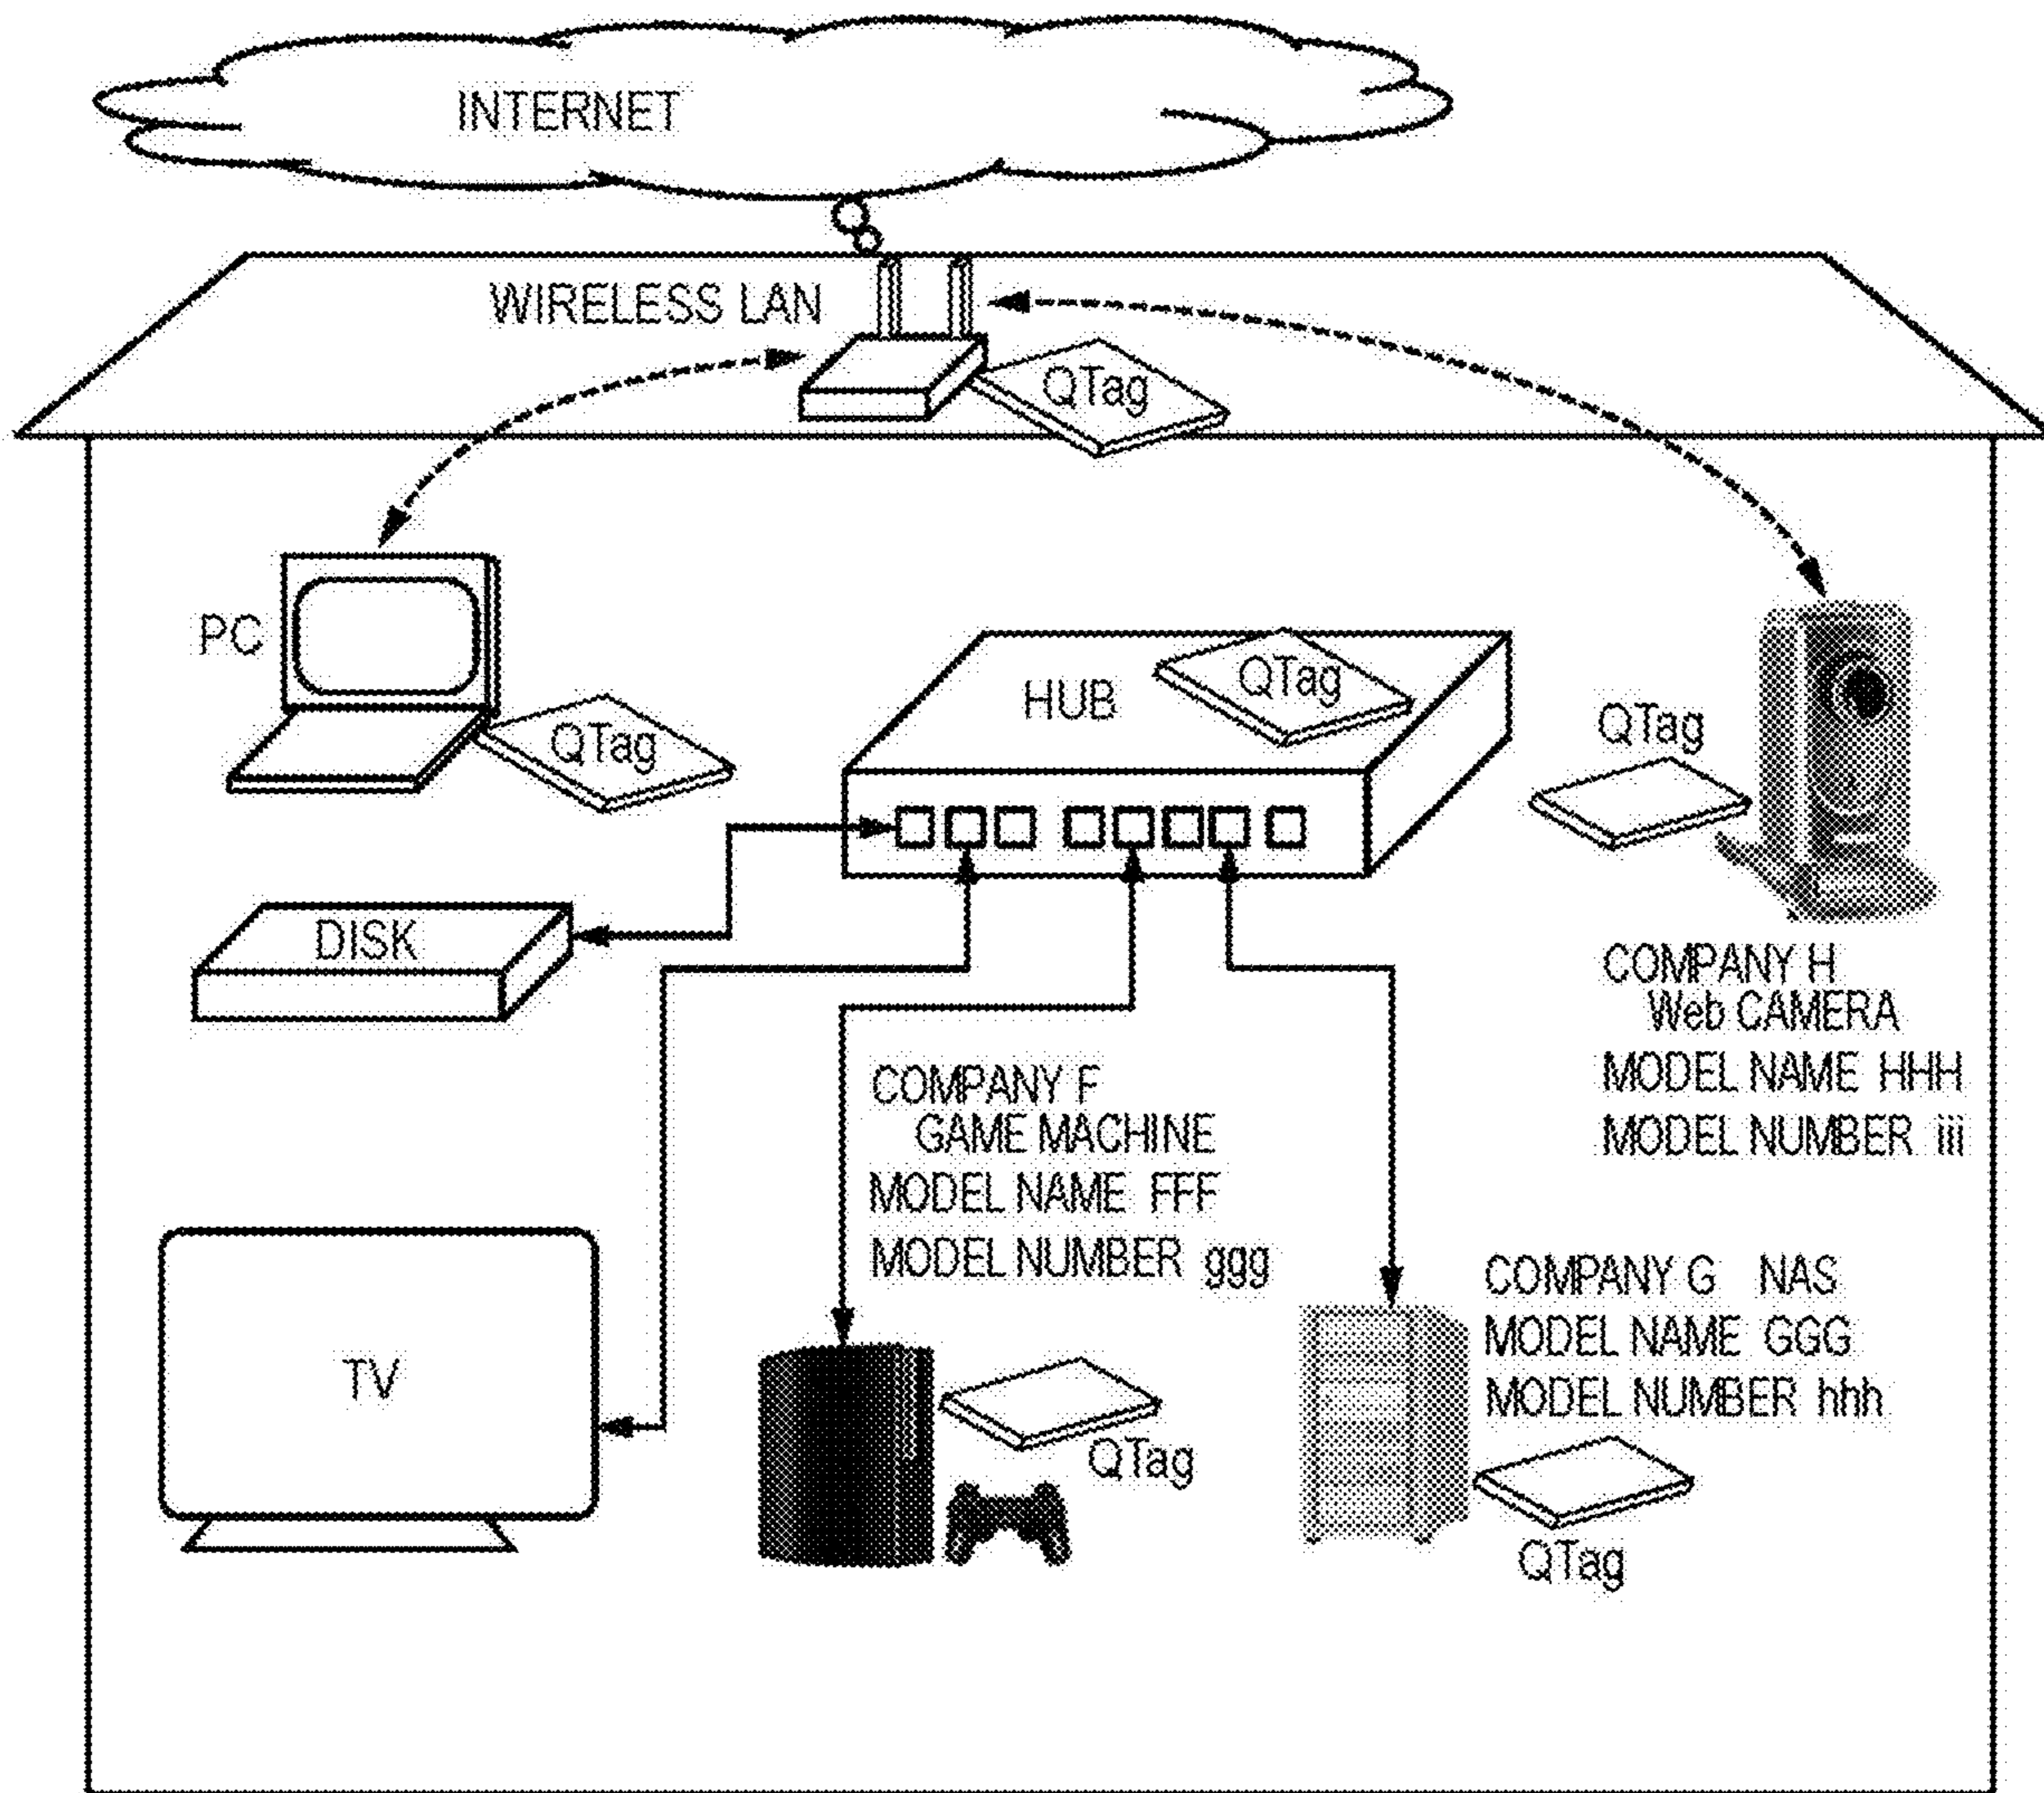 INTERNET
WIRELESS LAN
QTag
PC
QTag
HUB
QTag
QTag
DISK
COMPANY H
Web CAMERA
MODEL NAME HHH
MODEL NUMBER iii
COMPANY F
GAME MACHINE
MODEL NAME FFF
MODEL NUMBER ggg
COMPANY G NAS
MODEL NAME GGG
MODEL NUMBER hhh
TV
QTag
QTag